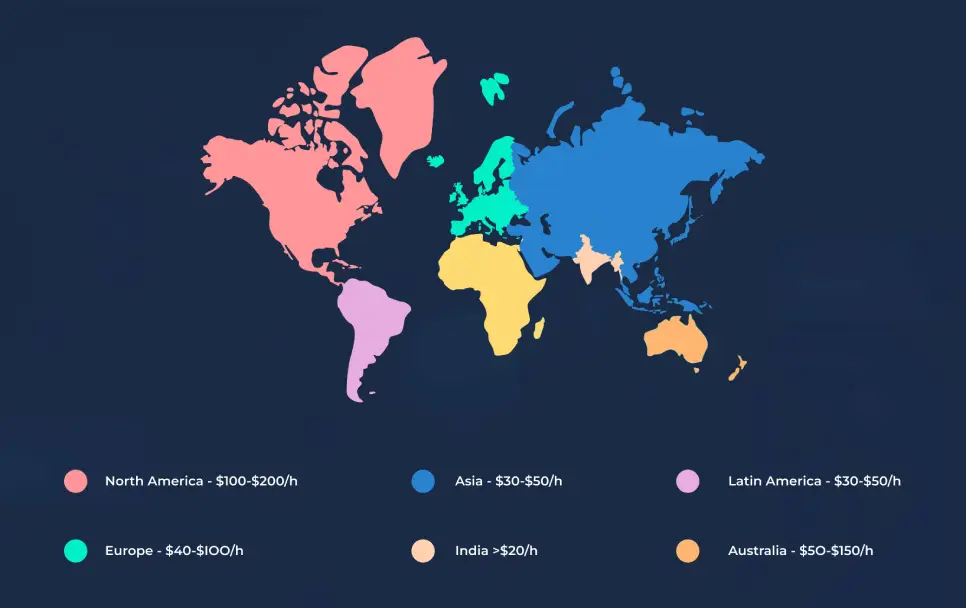 North America - $100-$200/h
Asia - $30-$50/h
Latin America - $30-$50/h
Europe - $40-$IOO/h
India >$20/h
Australia - $5O-$150/h